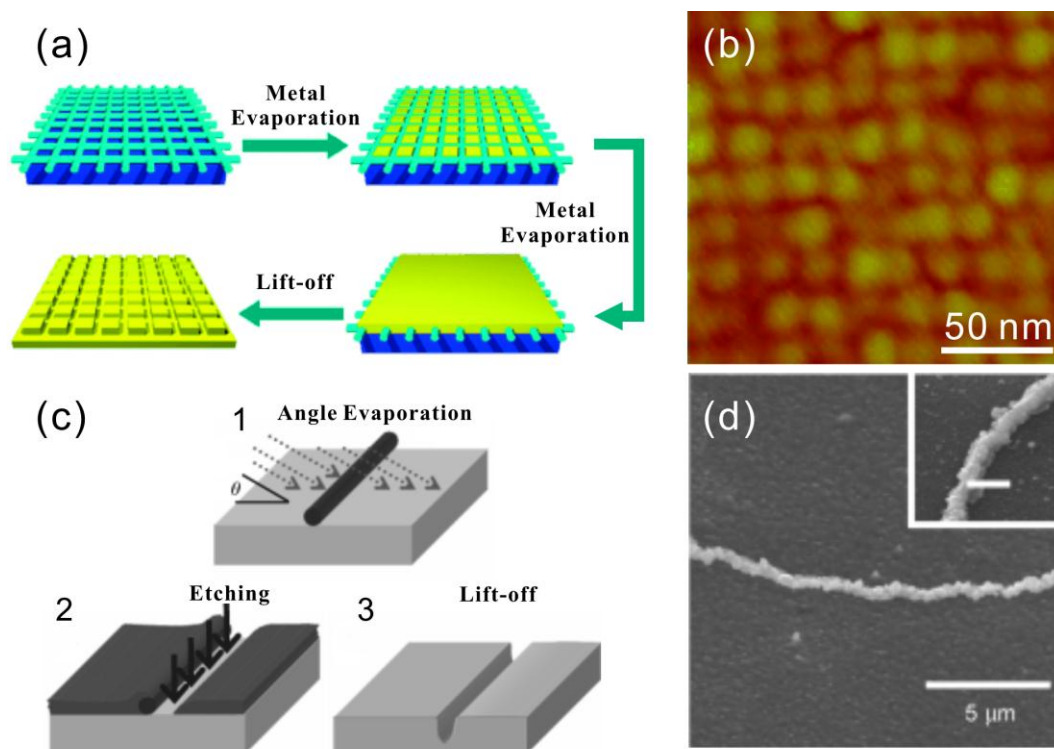 (a)
Metal
Evaporation
Metal
Evaporation
Lift-off
(b)
50 nm
(c)
1
Angle Evaporation
θ
2
Etching
3
Lift-off
(d)
5 μm